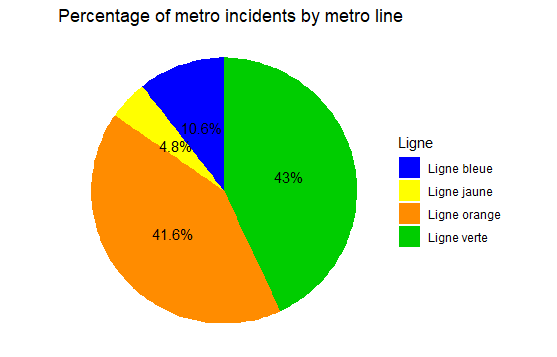 Percentage of metro incidents by metro line
10.6%
4.8%
43%
41.6%
Ligne
Ligne bleue
Ligne jaune
Ligne orange
Ligne verte